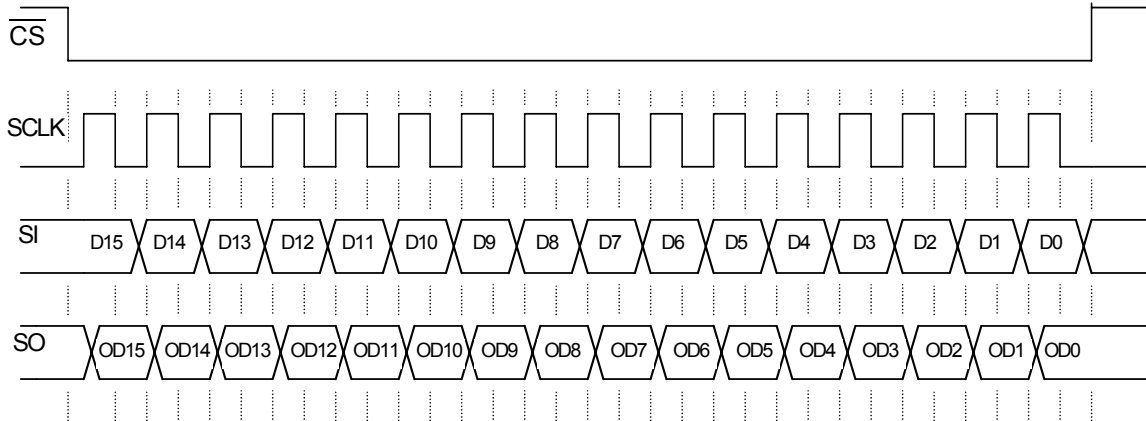 CS
SCLK
SI D15 D14 D13 D12 D11 D10 D9 D8 D7 D6 D5 D4 D3 D2 D1 D0
SO OD15 OD14 OD13 OD12 OD11 OD10 OD9 OD8 OD7 OD6 OD5 OD4 OD3 OD2 OD1 OD0